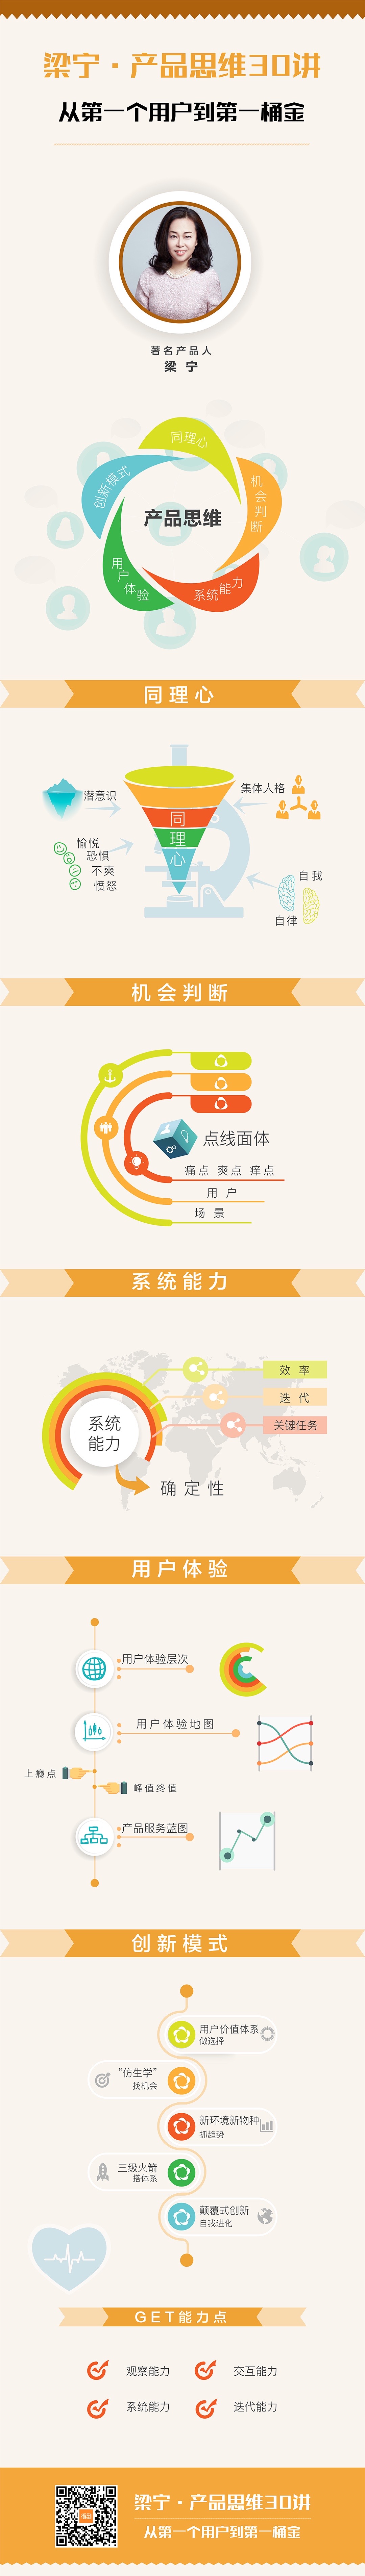 梁宁·产品思维30讲
从第一个用户到第一桶金
著名产品人
梁 宁
同理心
创新模式
机会判断
产品思维
用户体验
系统能力
同理心
潜意识
集体人格
愉悦
恐惧
不爽
愤怒
同理心
自我
自律
机会判断
点线面体
痛点 爽点 痒点
用 户
场 景
系统能力
效 率
系统
能力
迭 代
关键任务
确定性
用户体验
用户体验层次
用户体验地图
上瘾点
峰值终值
产品服务蓝图
创新模式
用户价值体系
做选择
“仿生学”
找机会
新环境新物种
抓趋势
三级火箭
搭体系
颠覆式创新
自我进化
GET能力点
观察能力
交互能力
系统能力
迭代能力
梁宁·产品思维30讲
从第一个用户到第一桶金